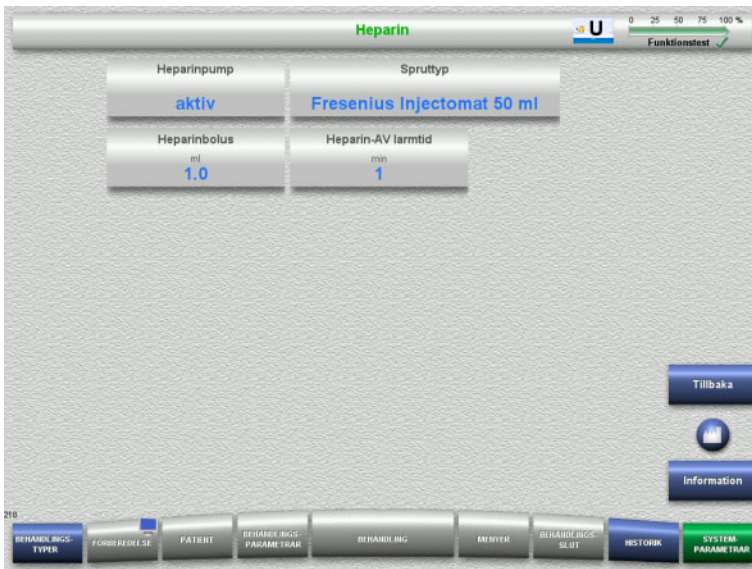 Heparin
U
0 25 50 75 100 %
Funktionstest
Heparinpump
aktiv
Spruttyp
Fresenius Injectomat 50 ml
Heparinbolus
ml
1.0
Heparin-AV larmtid
min
1
Tillbaka
Information
210
BEHANDLINGS-
TYPER
FÖRBEREDELSE
PATIENT
BEHANDLINGS-
PARAMETRAR
BEHANDLING
MENYER
BEHANDLINGS-
SLUT
HISTORIK
SYSTEM-
PARAMETRAR